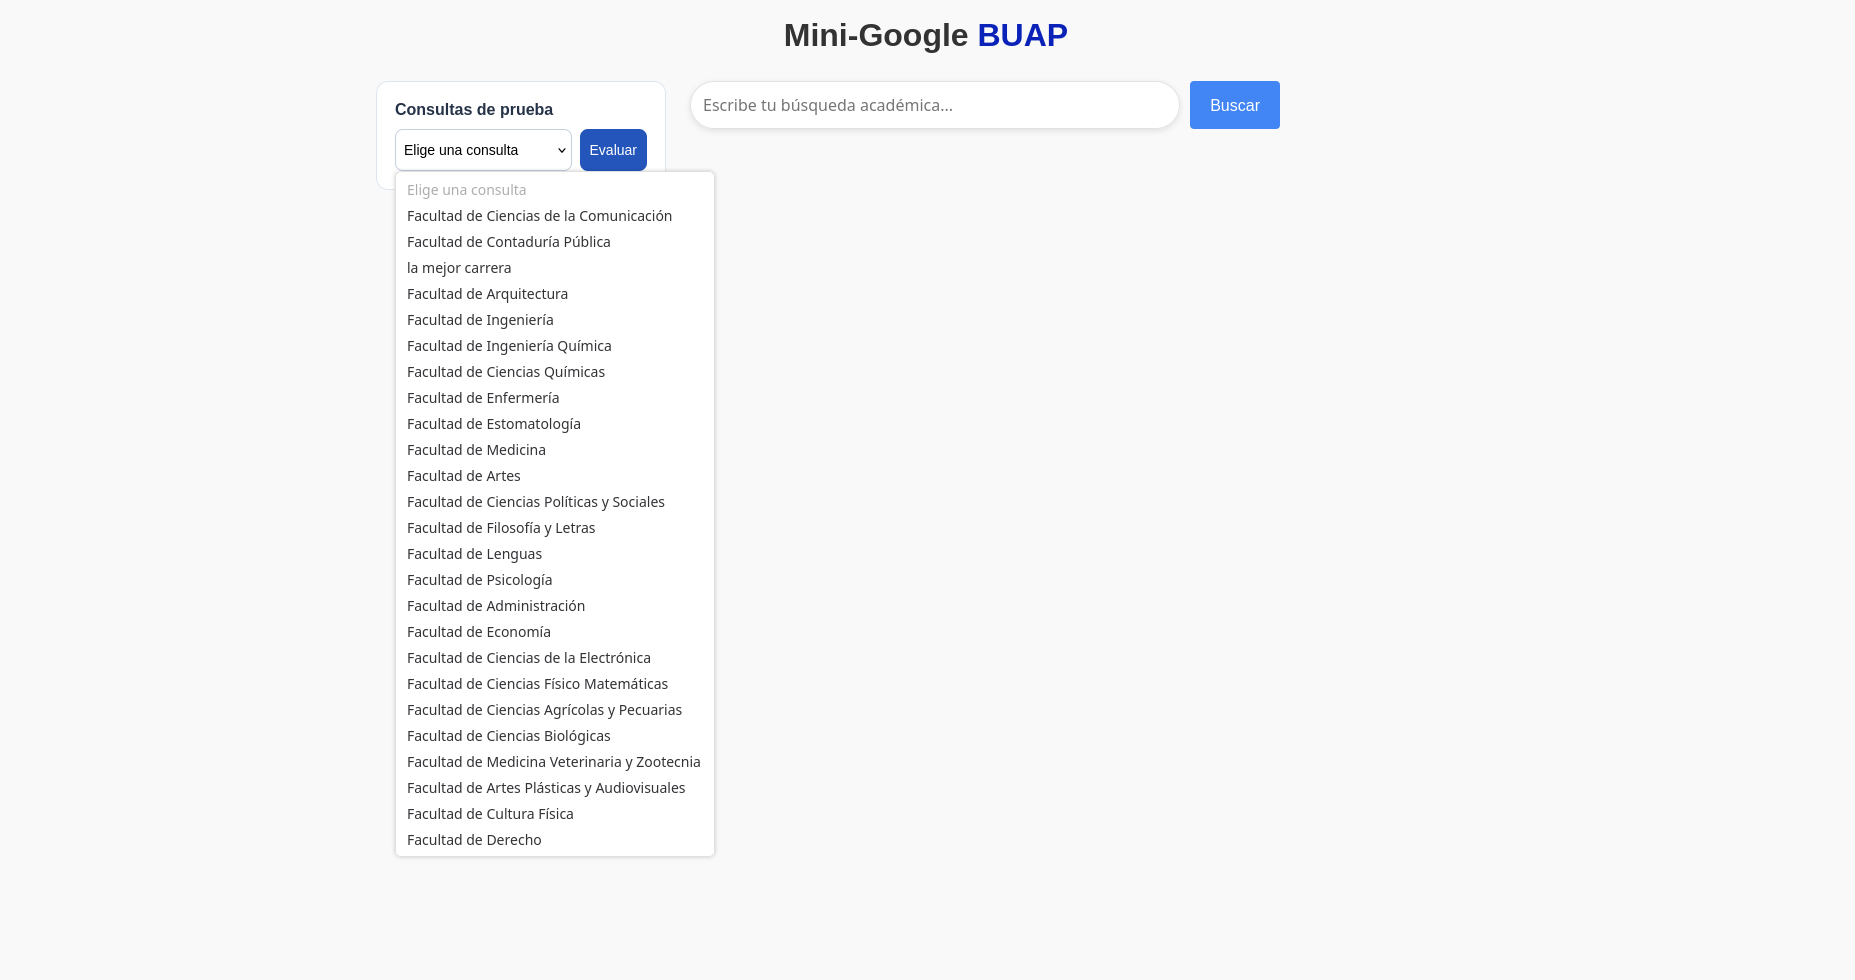 Mini-Google BUAP
Consultas de prueba
Elige una consulta
Evaluar
Escribe tu búsqueda académica...
Buscar
Elige una consulta
Facultad de Ciencias de la Comunicación
Facultad de Contaduría Pública
la mejor carrera
Facultad de Arquitectura
Facultad de Ingeniería
Facultad de Ingeniería Química
Facultad de Ciencias Químicas
Facultad de Enfermería
Facultad de Estomatología
Facultad de Medicina
Facultad de Artes
Facultad de Ciencias Políticas y Sociales
Facultad de Filosofía y Letras
Facultad de Lenguas
Facultad de Psicología
Facultad de Administración
Facultad de Economía
Facultad de Ciencias de la Electrónica
Facultad de Ciencias Físico Matemáticas
Facultad de Ciencias Agrícolas y Pecuarias
Facultad de Ciencias Biológicas
Facultad de Medicina Veterinaria y Zootecnia
Facultad de Artes Plásticas y Audiovisuales
Facultad de Cultura Física
Facultad de Derecho